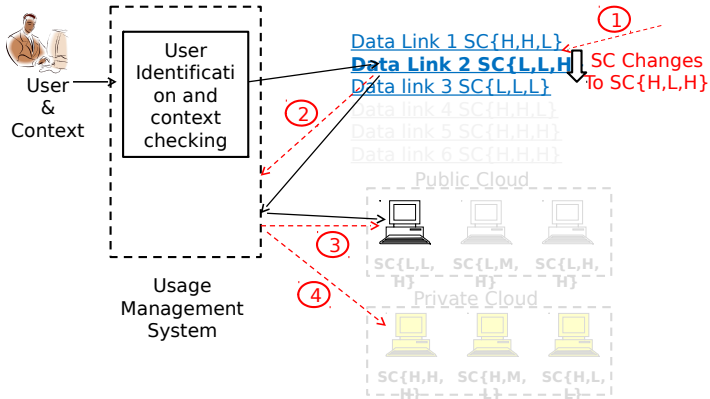 User
&
Context
User
Identificati
on and
context
checking
Usage
Management
System
Data Link 1 SC{H,H,L}
Data Link 2 SC{L,L,H
Data link 3 SC{L,L,L}
Data link 4 SC{H,H,L}
Data link 5 SC{H,H,H}
Data link 6 SC{H,H,H}
1
SC Changes
To SC{H,L,H}
2
3
4
Public Cloud
SC{L,L,
H}
SC{L,M,
H}
SC{L,H,
H}
Private Cloud
SC{H,H,
H}
SC{H,M,
L}
SC{H,L,
L}